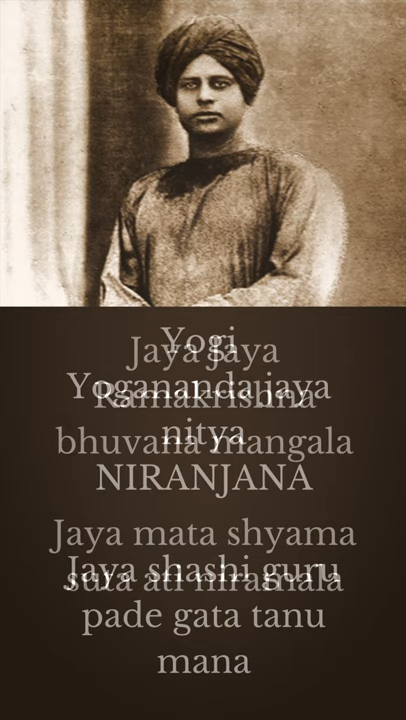 Yogi
Jaya Jaya
Yogananda jaya
Ramakrishna
nitya
bhuvana mangala
NIRANJANA
Jaya mata shyama
Jaya shashi guru
suta ati niramala
pade gata tanu
mana